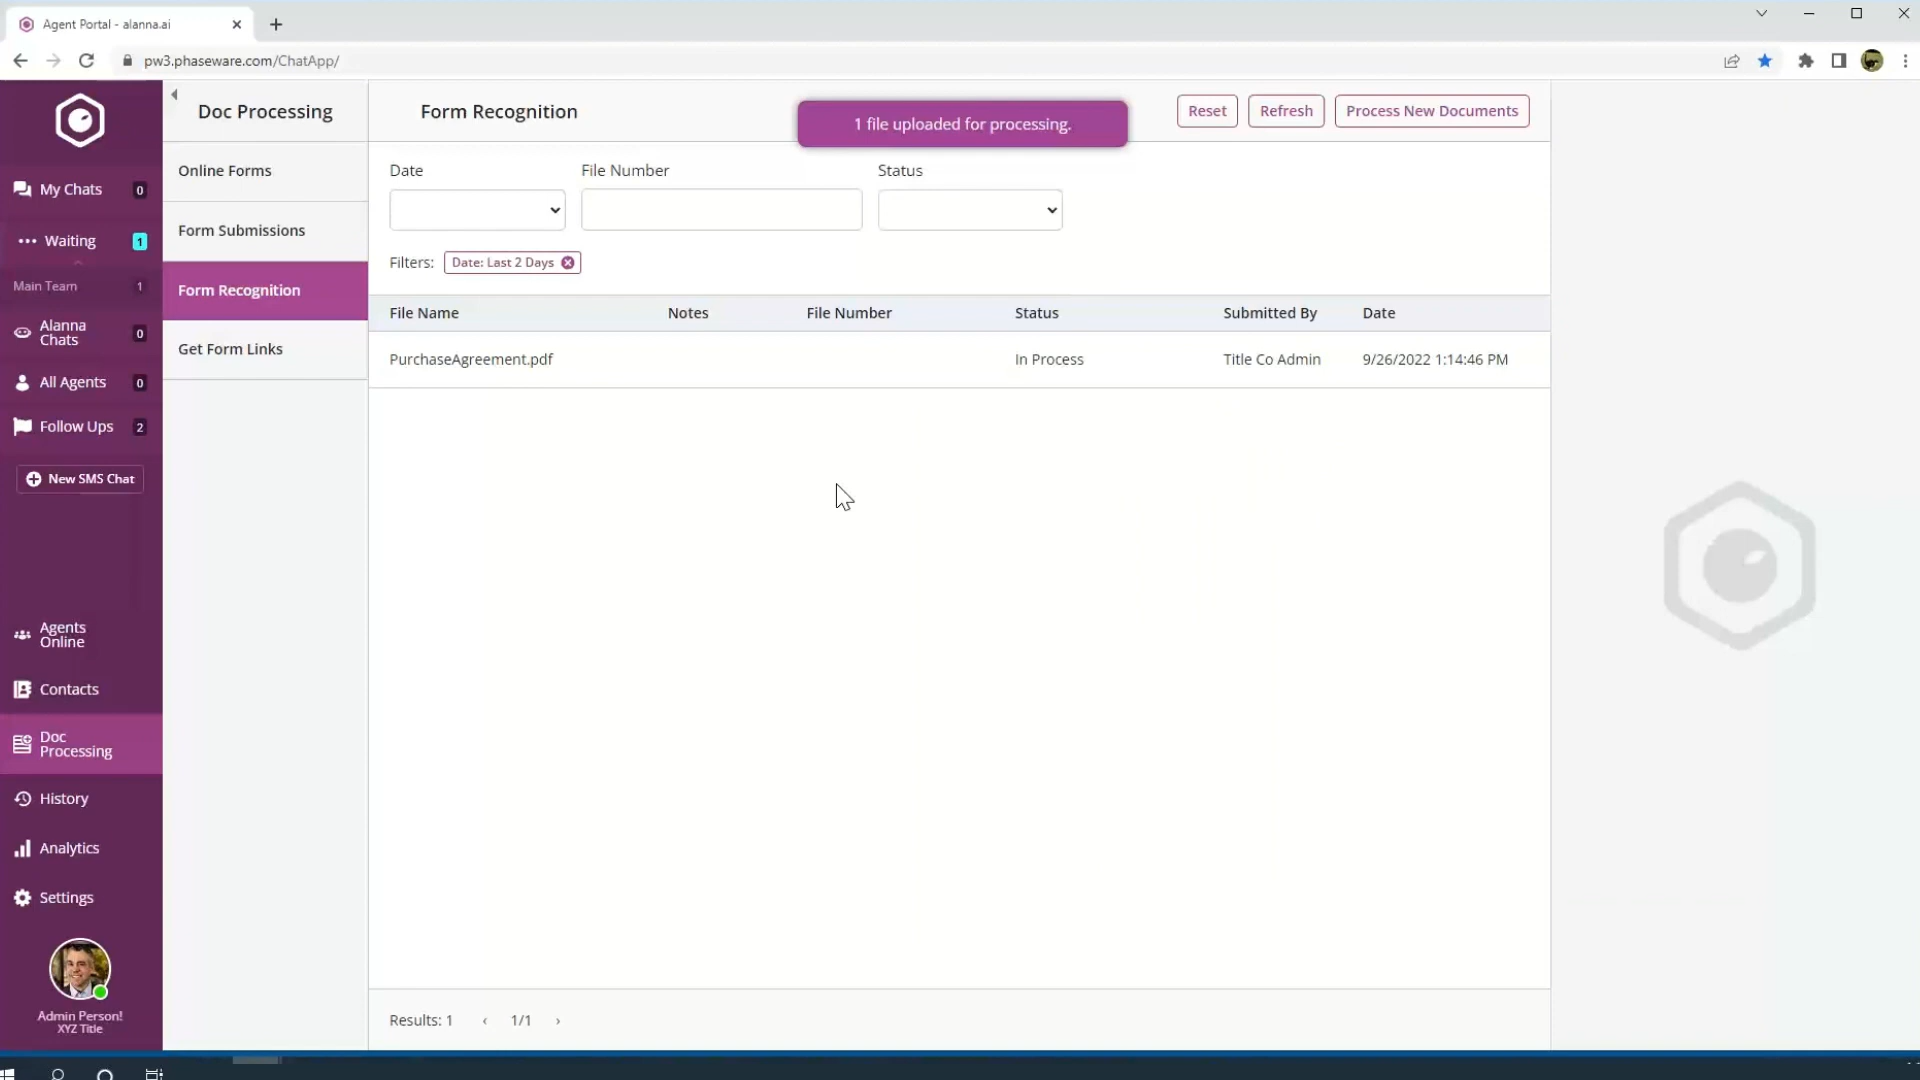 Agent Portal - alanna.ai
pw3.phaseware.com/ChatApp/
Doc Processing
Form Recognition
1 file uploaded for processing.
Reset
Refresh
Process New Documents
My Chats 0
Waiting 1
Main Team 1
Alanna
Chats 0
All Agents 0
Follow Ups 2
New SMS Chat
Agents
Online
Contacts
Doc
Processing
History
Analytics
Settings
Admin Person!
XYZ Title
Online Forms
Form Submissions
Form Recognition
Get Form Links
Date File Number Status
Filters: Date: Last 2 Days
File Name Notes File Number Status Submitted By Date
PurchaseAgreement.pdf In Process Title Co Admin 9/26/2022 1:14:46 PM
Results: 1 ‹ 1/1 ›